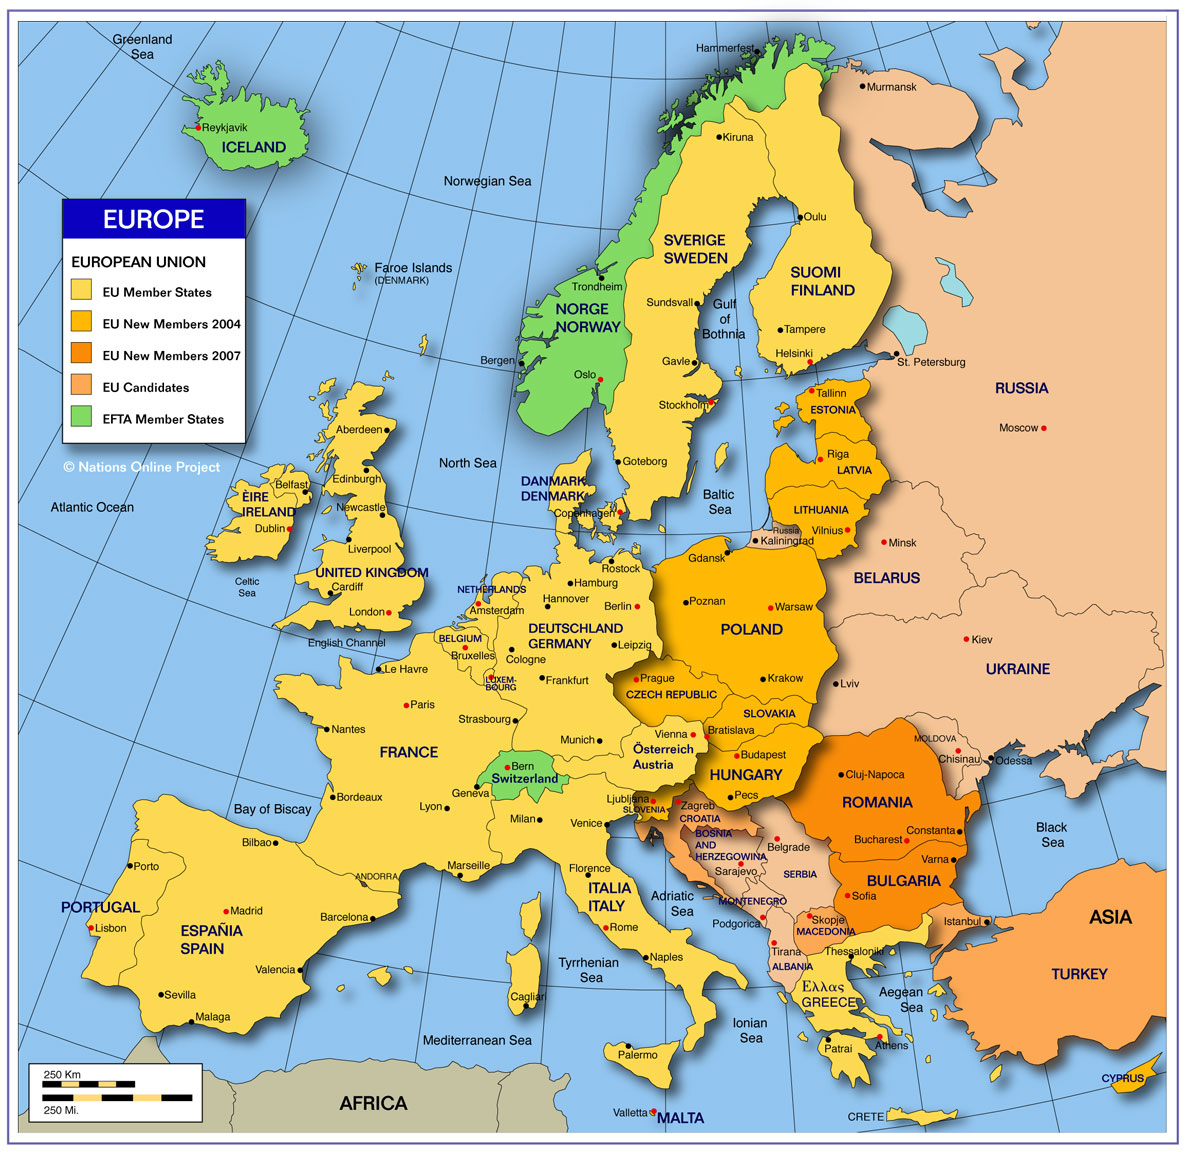 Greenland
Sea
Hammerfest
Murmansk
Reykjavik
ICELAND
Kiruna
Norwegian Sea
EUROPE
EUROPEAN UNION
EU Member States
EU New Members 2004
EU New Members 2007
EU Candidates
EFTA Member States
© Nations Online Project
Oulu
SVERIGE
SWEDEN
Faroe Islands
(DENMARK)
SUOMI
FINLAND
Trondheim
NORGE
NORWAY
Sundsvall
Gulf
of
Bothnia
Tampere
Helsinki
Bergen
Gavle
St. Petersburg
Oslo
RUSSIA
Stockholm
Tallinn
ESTONIA
Moscow
Aberdeen
North Sea
Goteborg
Riga
LATVIA
Edinburgh
Belfast
DANMARK
DENMARK
Baltic
Sea
Atlantic Ocean
ÈIRE
IRELAND
Newcastle
Copenhagen
LITHUANIA
Dublin
Vilnius
Russia
Kaliningrad
Minsk
Liverpool
Gdansk
BELARUS
Celtic
Sea
UNITED KINGDOM
Cardiff
Rostock
Hamburg
NETHERLANDS
Amsterdam
Hannover
Berlin
Poznan
Warsaw
London
POLAND
English Channel
BELGIUM
Bruxelles
DEUTSCHLAND
GERMANY
Leipzig
Cologne
Kiev
Le Havre
LUXEM-
BOURG
Frankfurt
Prague
CZECH REPUBLIC
Krakow
Lviv
UKRAINE
Paris
Strasbourg
SLOVAKIA
Nantes
Vienna
Bratislava
MOLDOVA
Chisinau
Odessa
FRANCE
Munich
Österreich
Austria
Budapest
HUNGARY
Bern
Switzerland
Cluj-Napoca
Geneva
Bordeaux
Lyon
Ljubljana
SLOVENIA
Zagreb
CROATIA
Pecs
ROMANIA
Bay of Biscay
Milan
Venice
Bucharest
Constanta
Black
Sea
Bilbao
BOSNIA
AND
HERZEGOWINA
Belgrade
Varna
Porto
Marseille
Florence
Sarajevo
SERBIA
BULGARIA
ANDORRA
ITALIA
ITALY
Adriatic
Sea
MONTENEGRÓ
Sofia
PORTUGAL
Lisbon
Madrid
ESPAÑIA
SPAIN
Barcelona
Rome
Podgorica
Skopje
MACEDONIA
Istanbul
ASIA
Valencia
Naples
Tirana
ALBANIA
Thessaloniki
TURKEY
Tyrrhenian
Sea
Sevilla
Cagliari
Ελλας
GREECE
Aegean
Sea
Malaga
Mediterranean Sea
Ionian
Sea
Palermo
Patrai
Athens
250 Km
250 Mi.
CYPRUS
AFRICA
Valletta
MALTA
CRETE